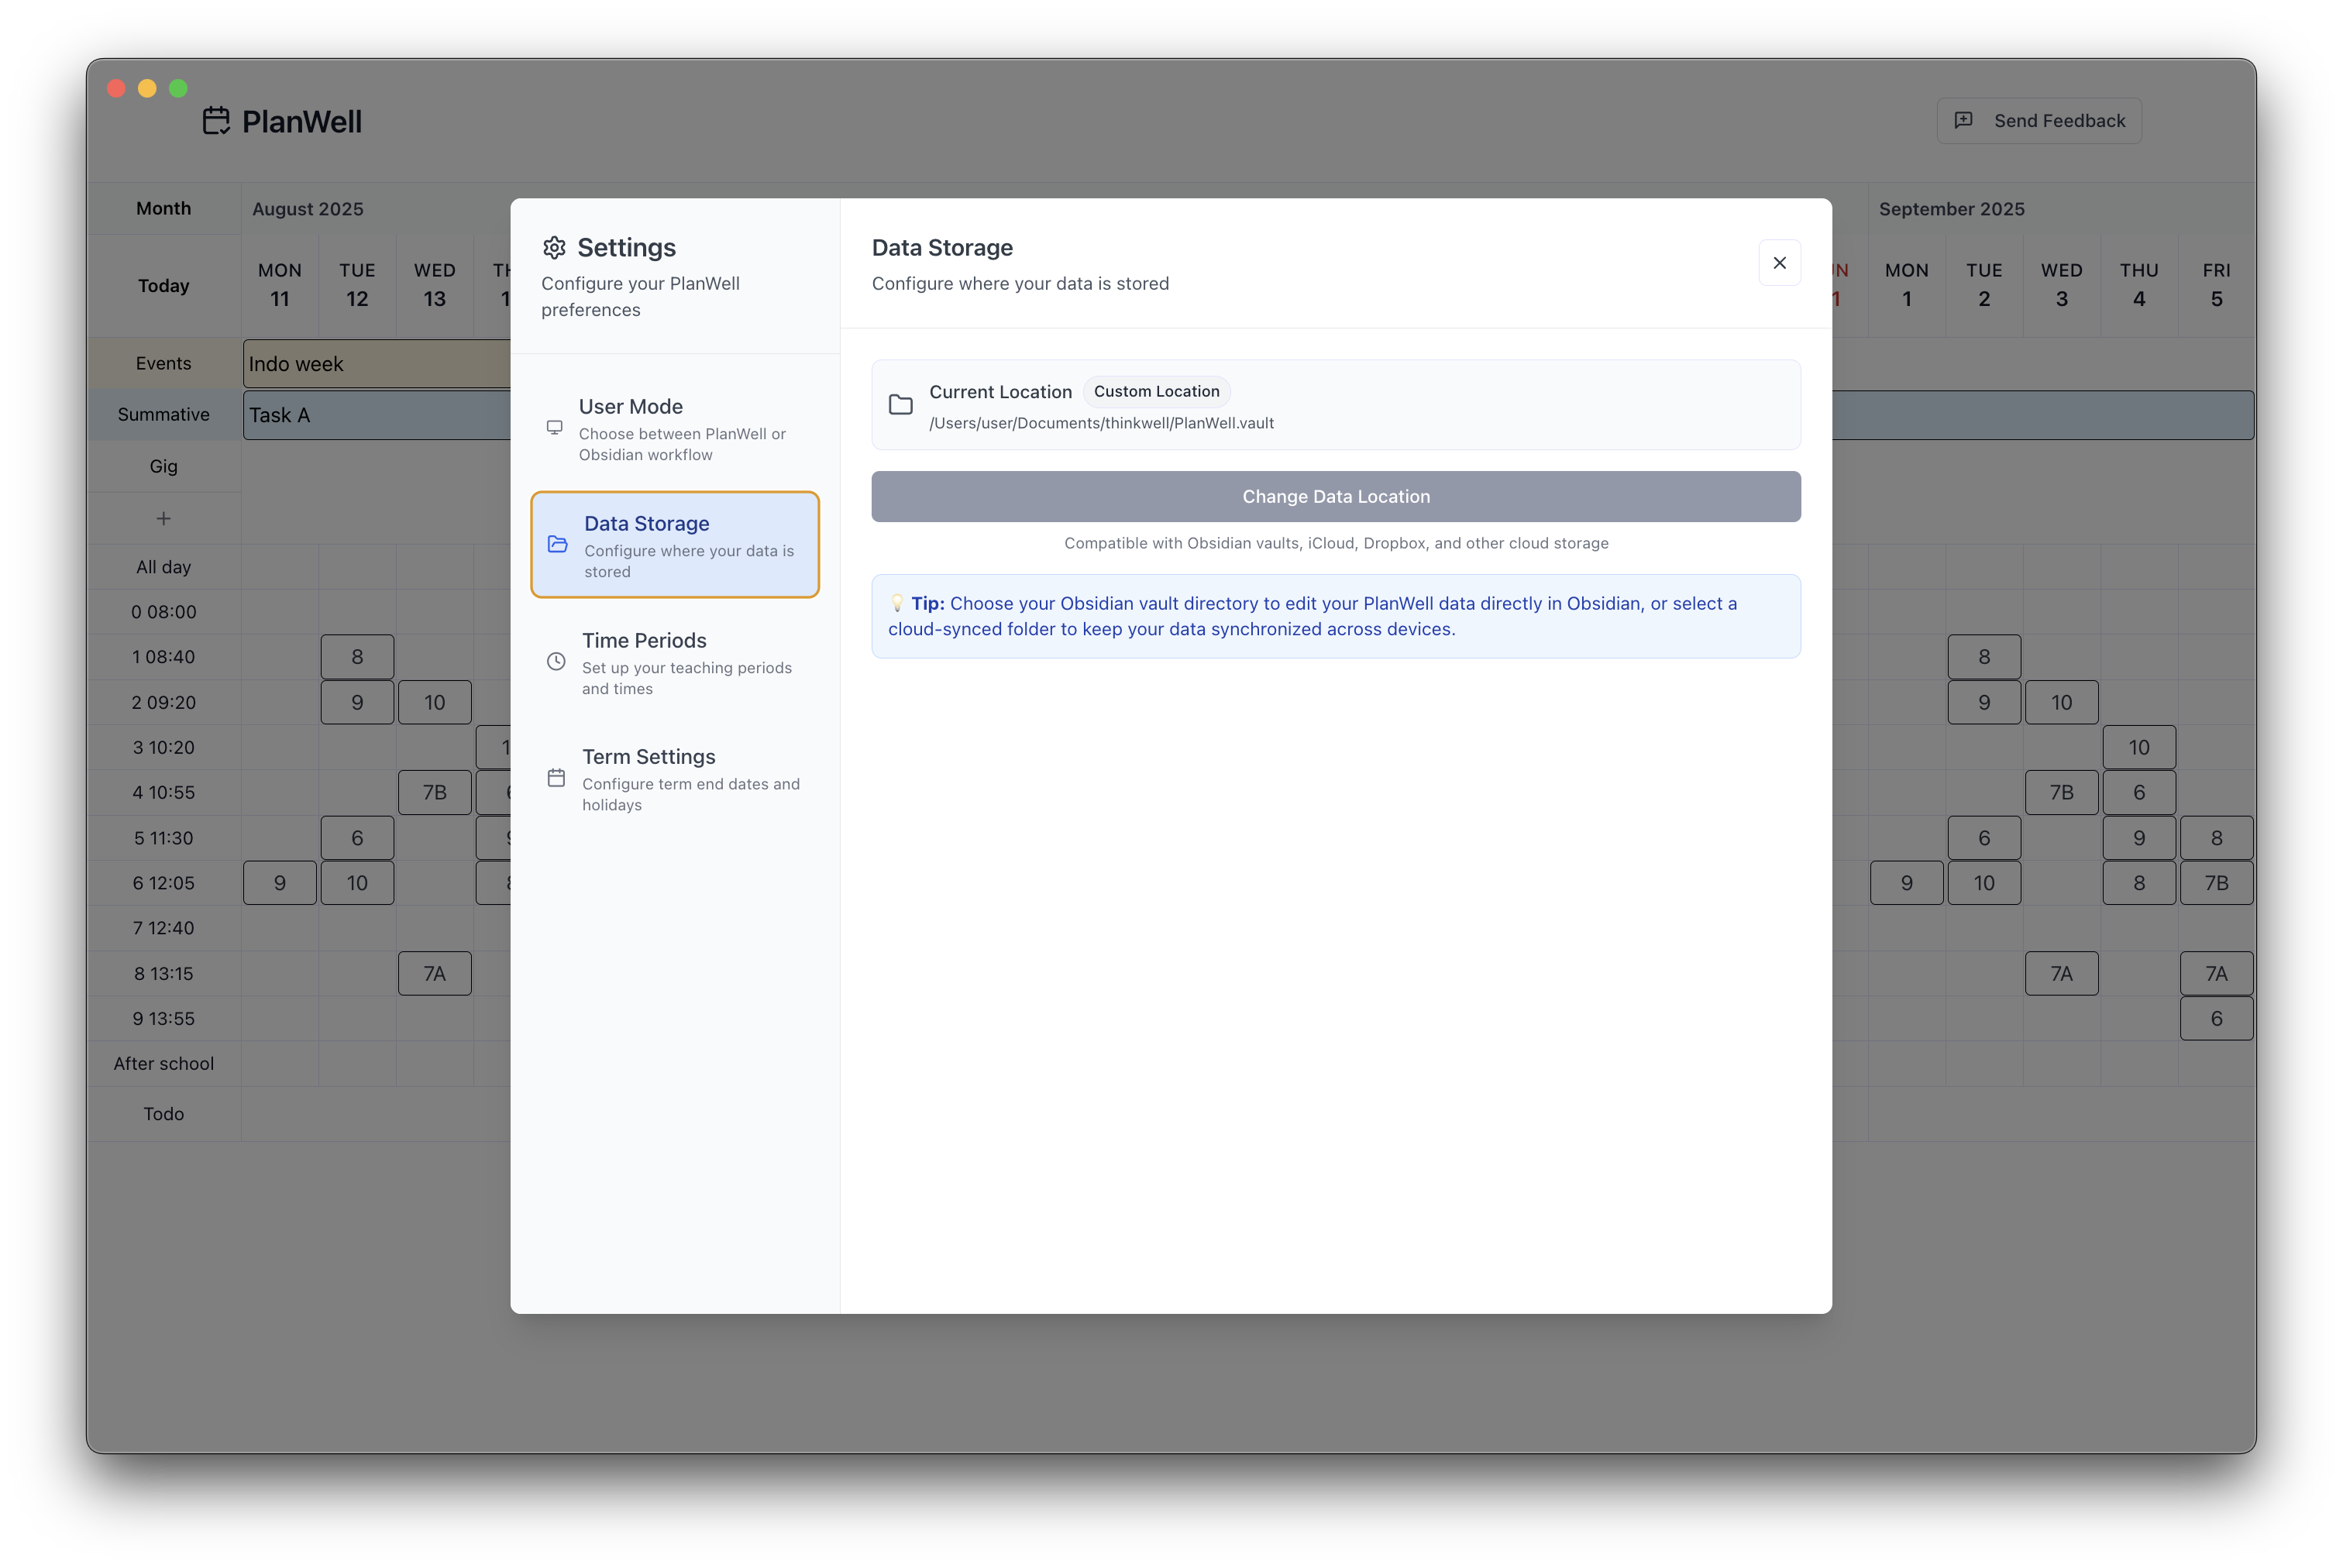 PlanWell
Send Feedback
Month
August 2025
September 2025
Today
MON
11
TUE
12
WED
13
MON
1
TUE
2
WED
3
THU
4
FRI
5
Events
Indo week
Summative
Task A
Gig
+
All day
0 08:00
1 08:40
8
8
2 09:20
9
10
9
10
3 10:20
10
4 10:55
7B
7B
6
5 11:30
6
6
9
8
6 12:05
9
10
9
10
8
7B
7 12:40
8 13:15
7A
7A
7A
9 13:55
6
After school
Todo
Settings
Configure your PlanWell
preferences
User Mode
Choose between PlanWell or
Obsidian workflow
Data Storage
Configure where your data is
stored
Time Periods
Set up your teaching periods
and times
Term Settings
Configure term end dates and
holidays
Data Storage
Configure where your data is stored
Current Location Custom Location
/Users/user/Documents/thinkwell/PlanWell.vault
Change Data Location
Compatible with Obsidian vaults, iCloud, Dropbox, and other cloud storage
💡 Tip: Choose your Obsidian vault directory to edit your PlanWell data directly in Obsidian, or select a
cloud-synced folder to keep your data synchronized across devices.